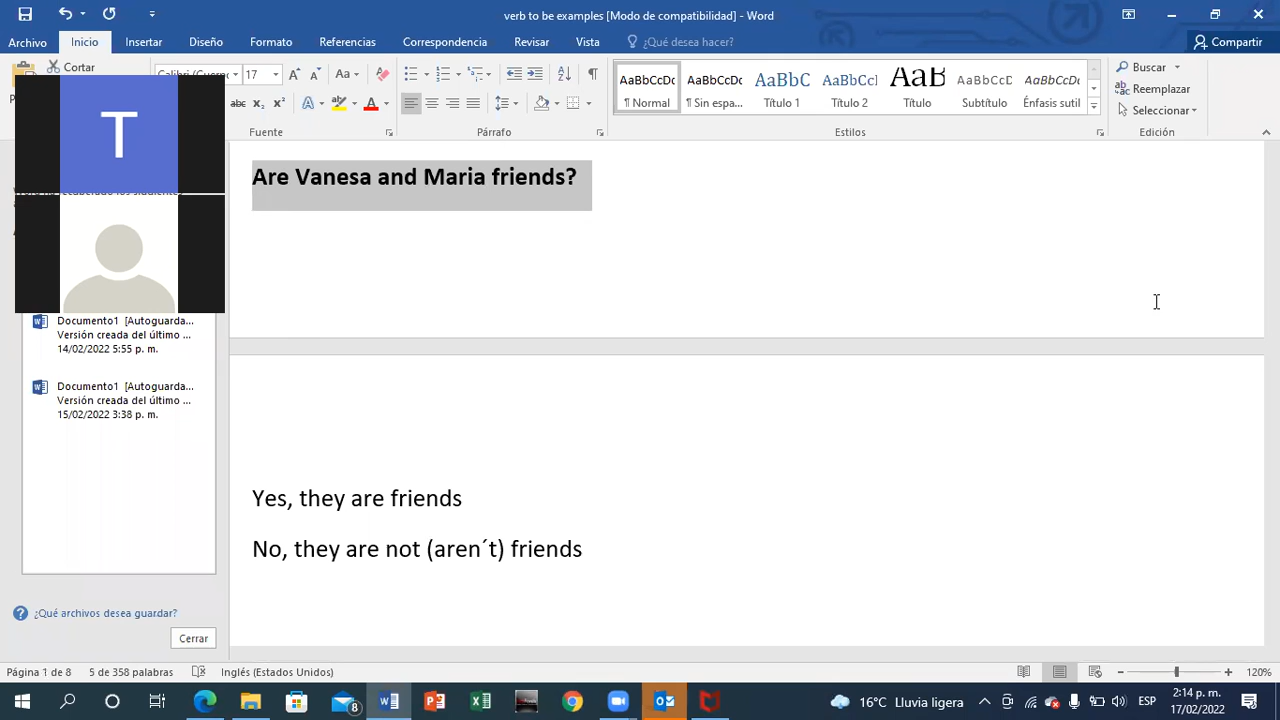 verb to be examples [Modo de compatibilidad] - Word
Archivo Inicio Insertar Diseño Formato Referencias Correspondencia Revisar Vista ¿Qué desea hacer? Compartir
Cortar
17 Aa
AaBbCcDc AaBbCcDc AaBbC AaBbCcl AaB AaBbCcD AaBbCcDc
¶ Normal ¶ Sin espa... Título 1 Título 2 Título Subtítulo Énfasis sutil
Buscar
Reemplazar
Seleccionar
Fuente Párrafo Estilos Edición
T
Are Vanesa and Maria friends?
Documento1 [Autoguarda...
Versión creada del último ...
14/02/2022 5:55 p. m.
Documento1 [Autoguarda...
Versión creada del último ...
15/02/2022 3:38 p. m.
Yes, they are friends
No, they are not (aren´t) friends
¿Qué archivos desea guardar?
Cerrar
Página 1 de 8 5 de 358 palabras Inglés (Estados Unidos) 120%
8
16°C Lluvia ligera ESP 2:14 p. m.
17/02/2022